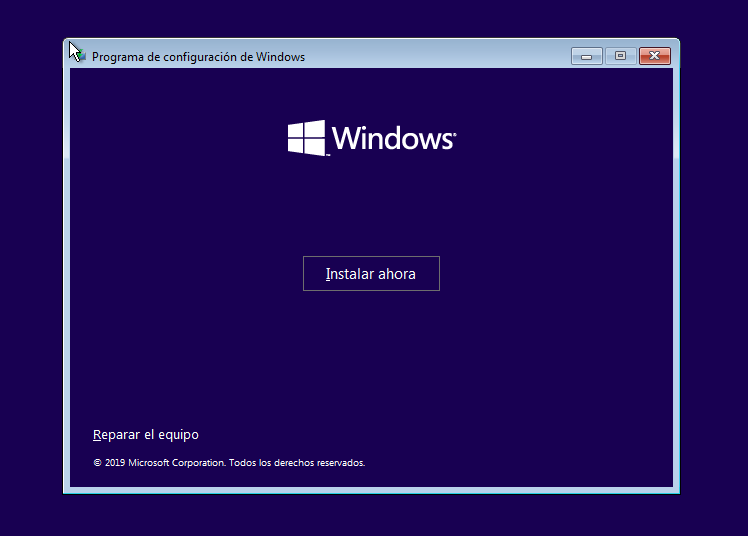 Programa de configuración de Windows
Windows®
Instalar ahora
Reparar el equipo
© 2019 Microsoft Corporation. Todos los derechos reservados.